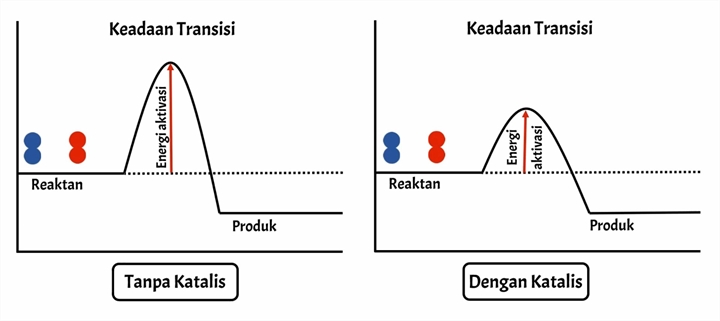 Keadaan Transisi
Energi aktivasi
Reaktan
Produk
Tanpa Katalis
Keadaan Transisi
Energi
aktivasi
Reaktan
Produk
Dengan Katalis